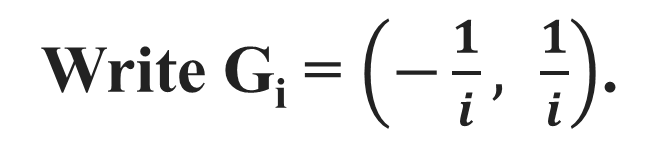 Write Gᵢ = (− 1/i, 1/i).